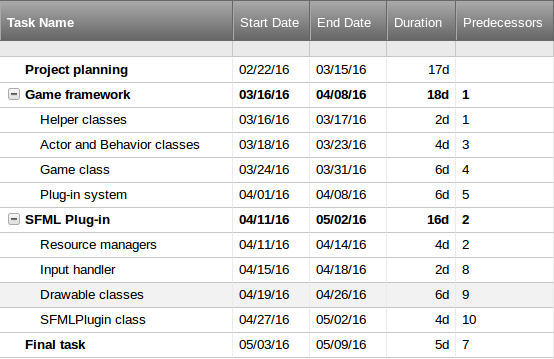 Task Name Start Date End Date Duration Predecessors
Project planning 02/22/16 03/15/16 17d
Game framework 03/16/16 04/08/16 18d 1
Helper classes 03/16/16 03/17/16 2d 1
Actor and Behavior classes 03/18/16 03/23/16 4d 3
Game class 03/24/16 03/31/16 6d 4
Plug-in system 04/01/16 04/08/16 6d 5
SFML Plug-in 04/11/16 05/02/16 16d 2
Resource managers 04/11/16 04/14/16 4d 2
Input handler 04/15/16 04/18/16 2d 8
Drawable classes 04/19/16 04/26/16 6d 9
SFMLPlugin class 04/27/16 05/02/16 4d 10
Final task 05/03/16 05/09/16 5d 7